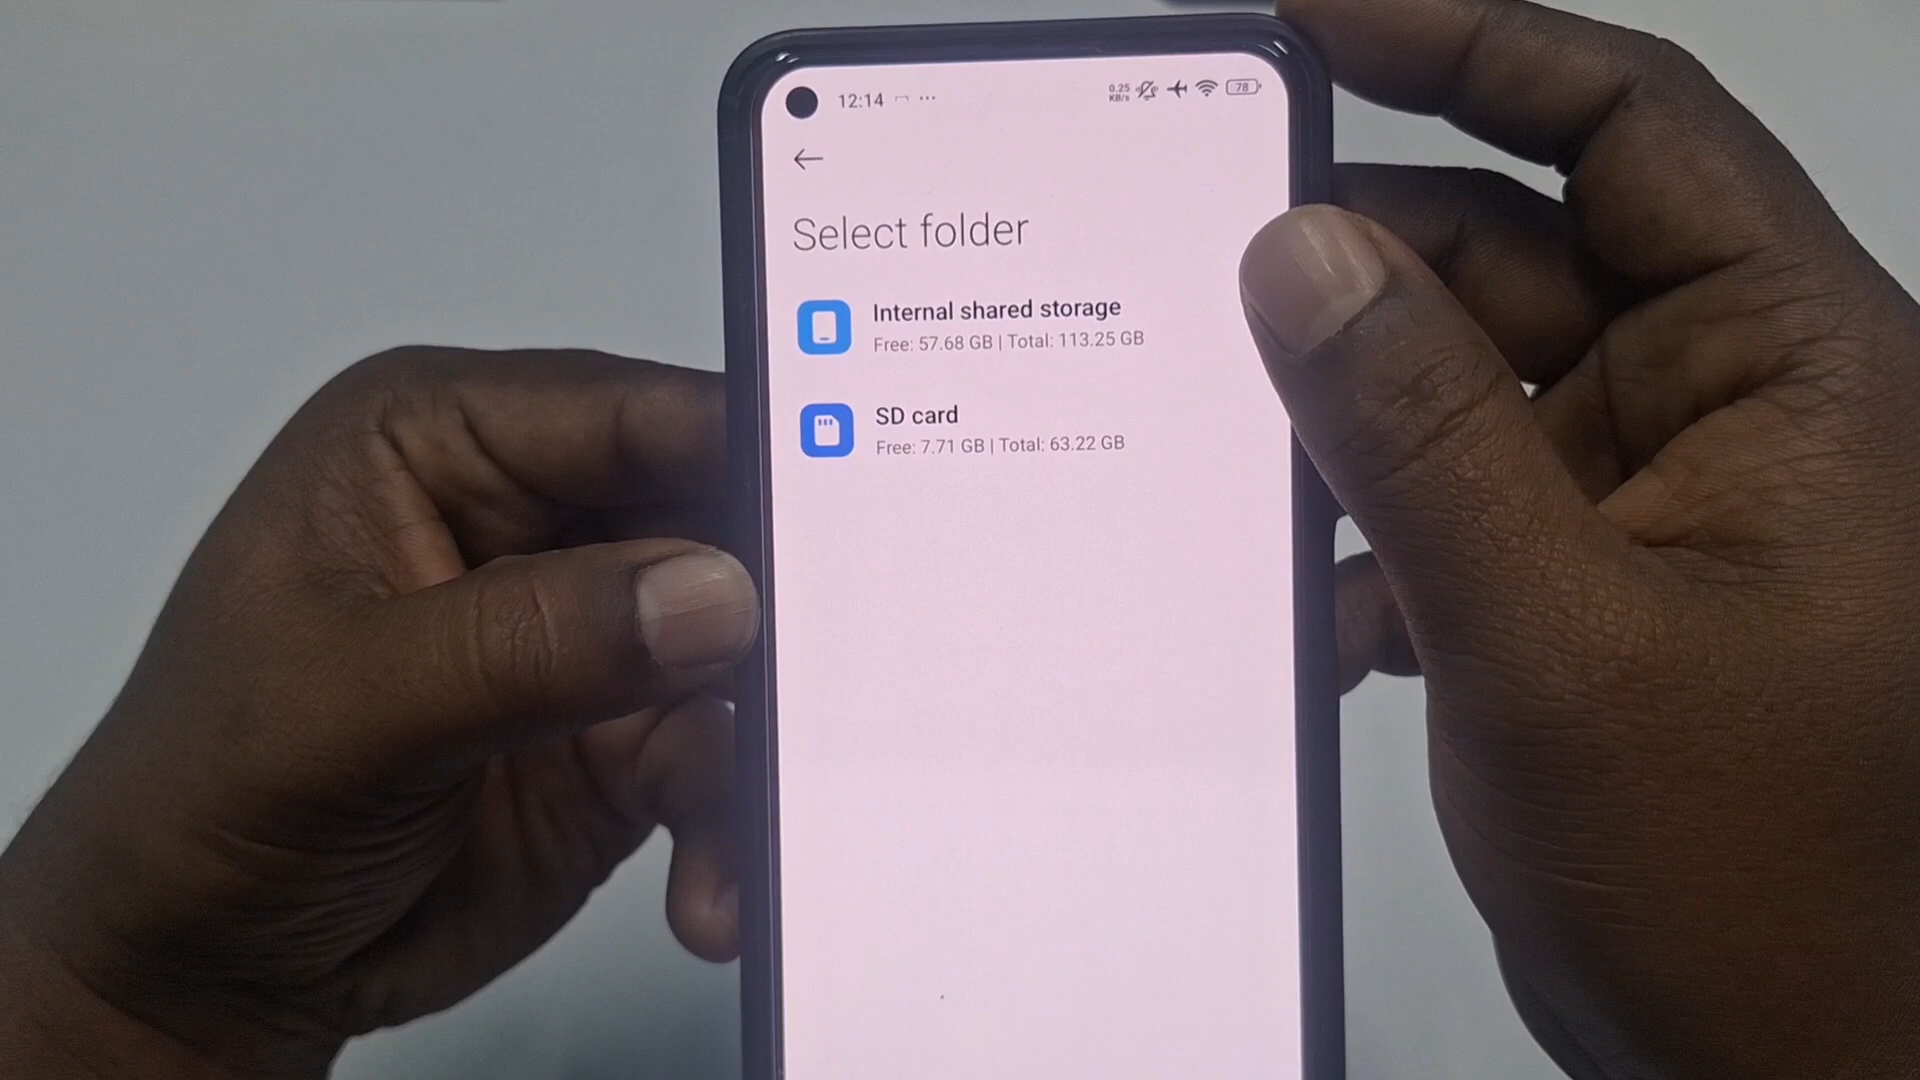 12:14 ...
0.25
KB/s
78
Select folder
Internal shared storage
Free: 57.68 GB | Total: 113.25 GB
SD card
Free: 7.71 GB | Total: 63.22 GB